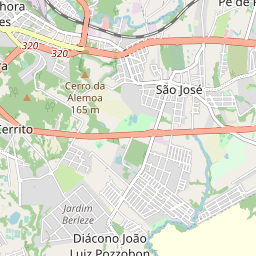 hora
es
Pé de P
320
320
Cerro da
Alemoa
165 m
São José
Cerrito
Jardim
Berleze
Diácono João
Luiz Pozzobon